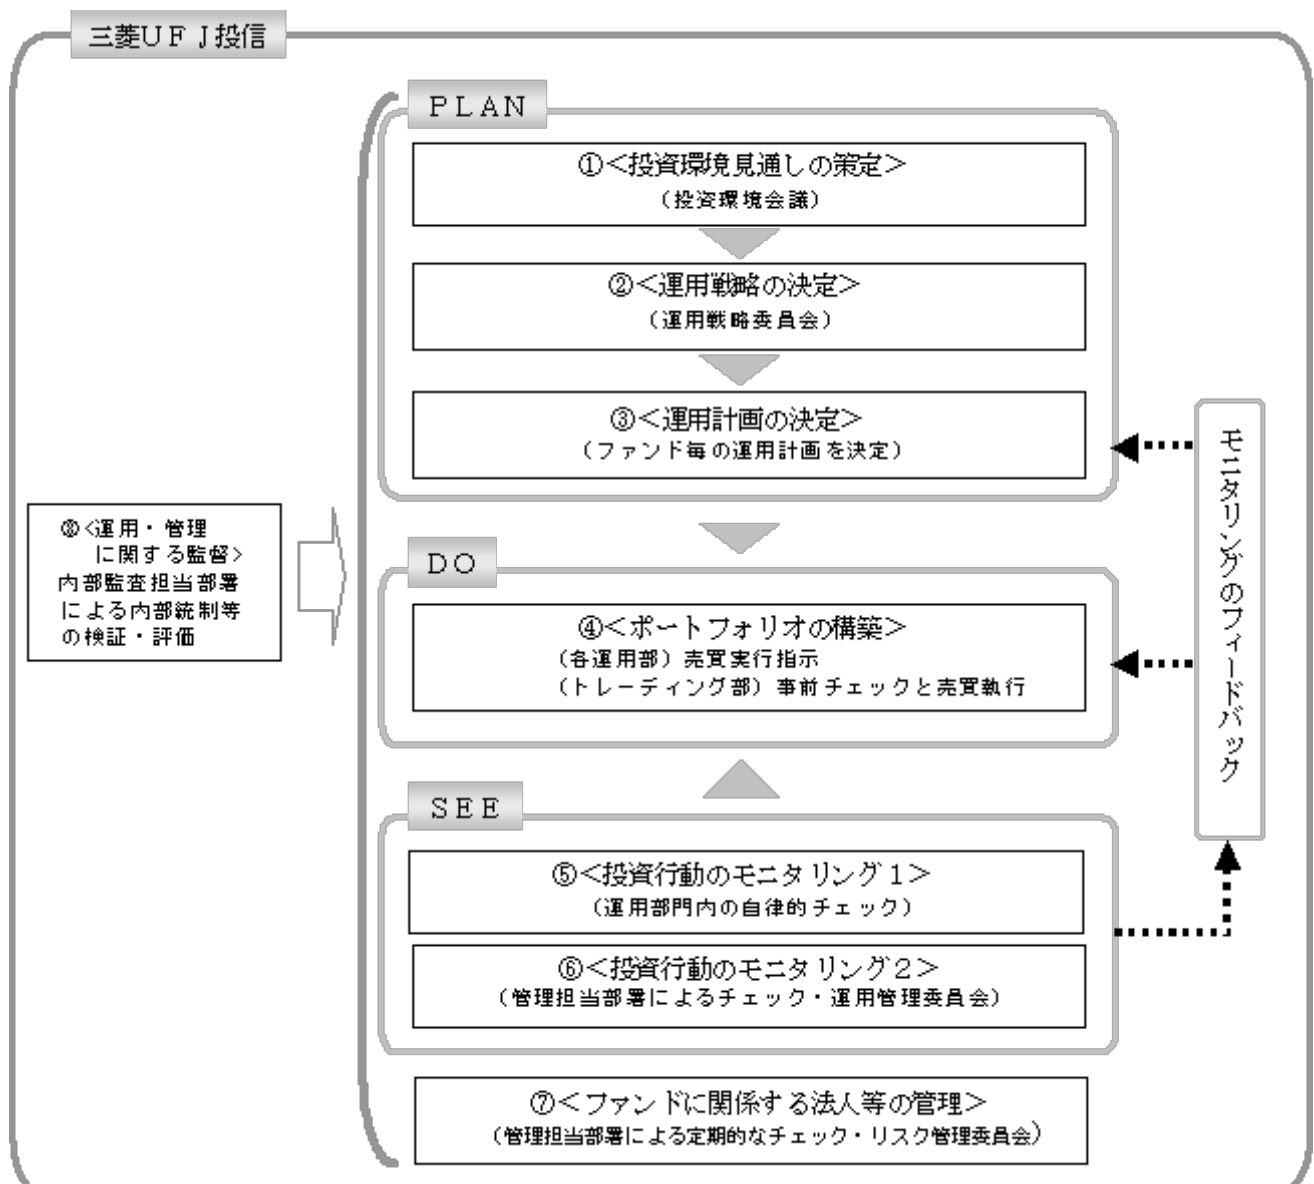 三菱ＵＦＪ投信
ＰＬＡＮ
①＜投資環境見通しの策定＞
（投資環境会議）
②＜運用戦略の決定＞
（運用戦略委員会）
③＜運用計画の決定＞
（ファンド毎の運用計画を決定）
⑧＜運用・管理
に関する監督＞
内部監査担当部署
による内部統制等
の検証・評価
ＤＯ
④＜ポートフォリオの構築＞
（各運用部）売買実行指示
（トレーディング部）事前チェックと売買執行
モニタリングのフィードバック
ＳＥＥ
⑤＜投資行動のモニタリング１＞
（運用部門内の自律的チェック）
⑥＜投資行動のモニタリング２＞
（管理担当部署によるチェック・運用管理委員会）
⑦＜ファンドに関係する法人等の管理＞
（管理担当部署による定期的なチェック・リスク管理委員会）